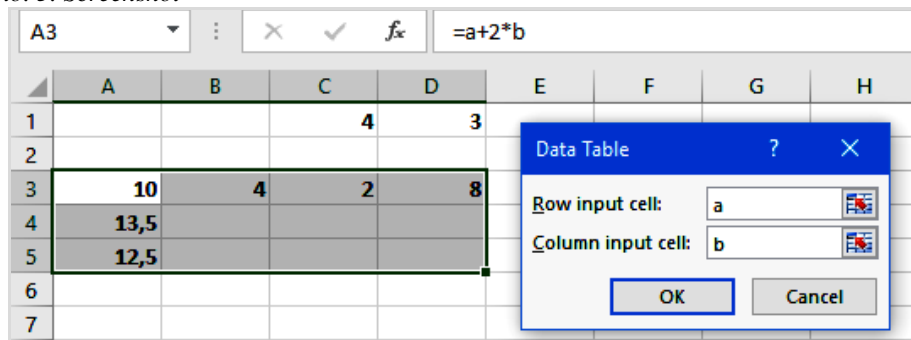 A3 fx =a+2*b
A B C D E F G H
1 4 3
2
3 10 4 2 8
4 13,5
5 12,5
6
7
Data Table ? ×
Row input cell: a
Column input cell: b
OK Cancel